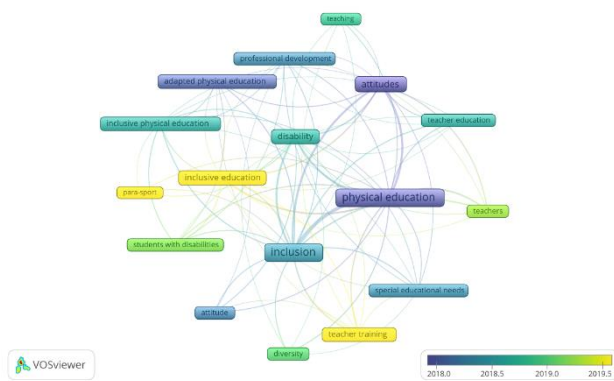 teaching
professional development
adapted physical education
attitudes
inclusive physical education
teacher education
disability
inclusive education
para-sport
physical education
teachers
students with disabilities
inclusion
special educational needs
attitude
teacher training
diversity
VOSviewer
2018.0 2018.5 2019.0 2019.5